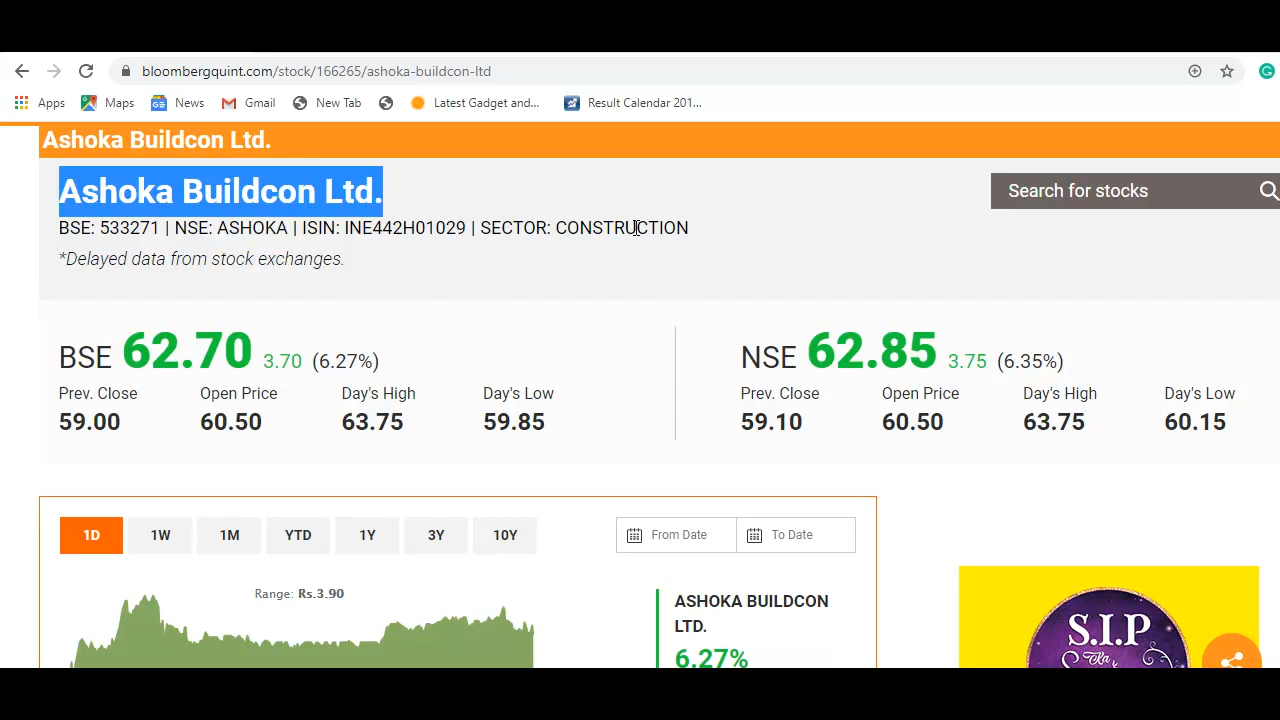 bloombergquint.com/stock/166265/ashoka-buildcon-ltd
Apps Maps News Gmail New Tab Latest Gadget and... Result Calendar 201...
Ashoka Buildcon Ltd.
Ashoka Buildcon Ltd.
Search for stocks
BSE: 533271 | NSE: ASHOKA | ISIN: INE442H01029 | SECTOR: CONSTRUCTION
*Delayed data from stock exchanges.
BSE 62.70 3.70 (6.27%)
Prev. Close Open Price Day's High Day's Low
59.00 60.50 63.75 59.85
NSE 62.85 3.75 (6.35%)
Prev. Close Open Price Day's High Day's Low
59.10 60.50 63.75 60.15
1D 1W 1M YTD 1Y 3Y 10Y
From Date To Date
Range: Rs.3.90
ASHOKA BUILDCON
LTD.
6.27%
S.I.P